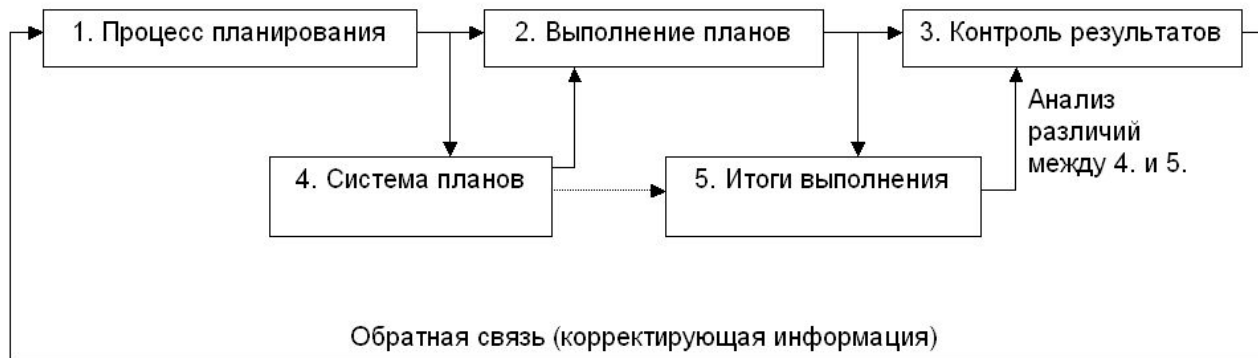 1. Процесс планирования
2. Выполнение планов
3. Контроль результатов
Анализ
различий
между 4. и 5.
4. Система планов
5. Итоги выполнения
Обратная связь (корректирующая информация)